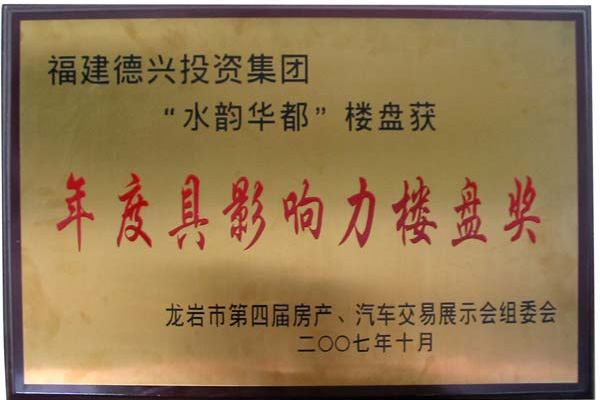 福建德兴投资集团
“水韵华都”楼盘获
年度具影响力楼盘奖
龙岩市第四届房产、汽车交易展示会组委会
二〇〇七年十月